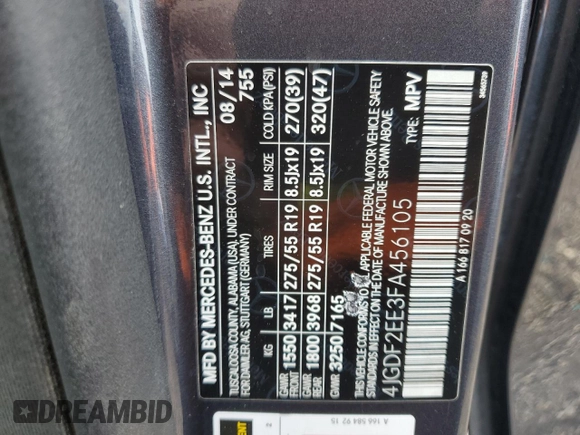 MFD BY MERCEDES-BENZ U.S. INTL., INC
TUSCALOOSA COUNTY, ALABAMA (USA), UNDER CONTRACT 08/14
FOR DAIMLER AG, STUTTGART (GERMANY) 755
KG LB TIRES RIM SIZE COLD KPA (PSI)
GAWR FRONT 1550 3417 275/55 R19 8.5Jx19 270(39)
GAWR REAR 1800 3968 275/55 R19 8.5Jx19 320(47)
GVWR 3250 7165
THIS VEHICLE CONFORMS TO ALL APPLICABLE FEDERAL MOTOR VEHICLE SAFETY
STANDARDS IN EFFECT ON THE DATE OF MANUFACTURE SHOWN ABOVE.
4JGDF2EE3FA456105 TYPE: MPV
A 166 817 09 20
A 166 584 92 15
DREAMBID